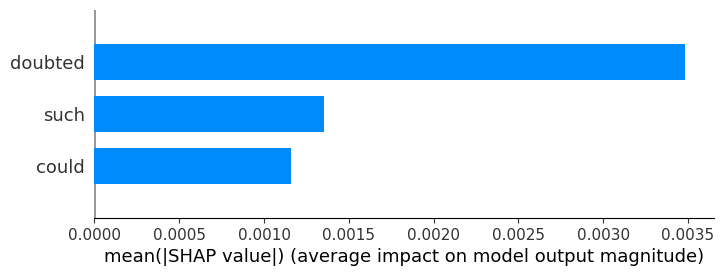 doubted
such
could
0.0000 0.0005 0.0010 0.0015 0.0020 0.0025 0.0030 0.0035
mean(|SHAP value|) (average impact on model output magnitude)